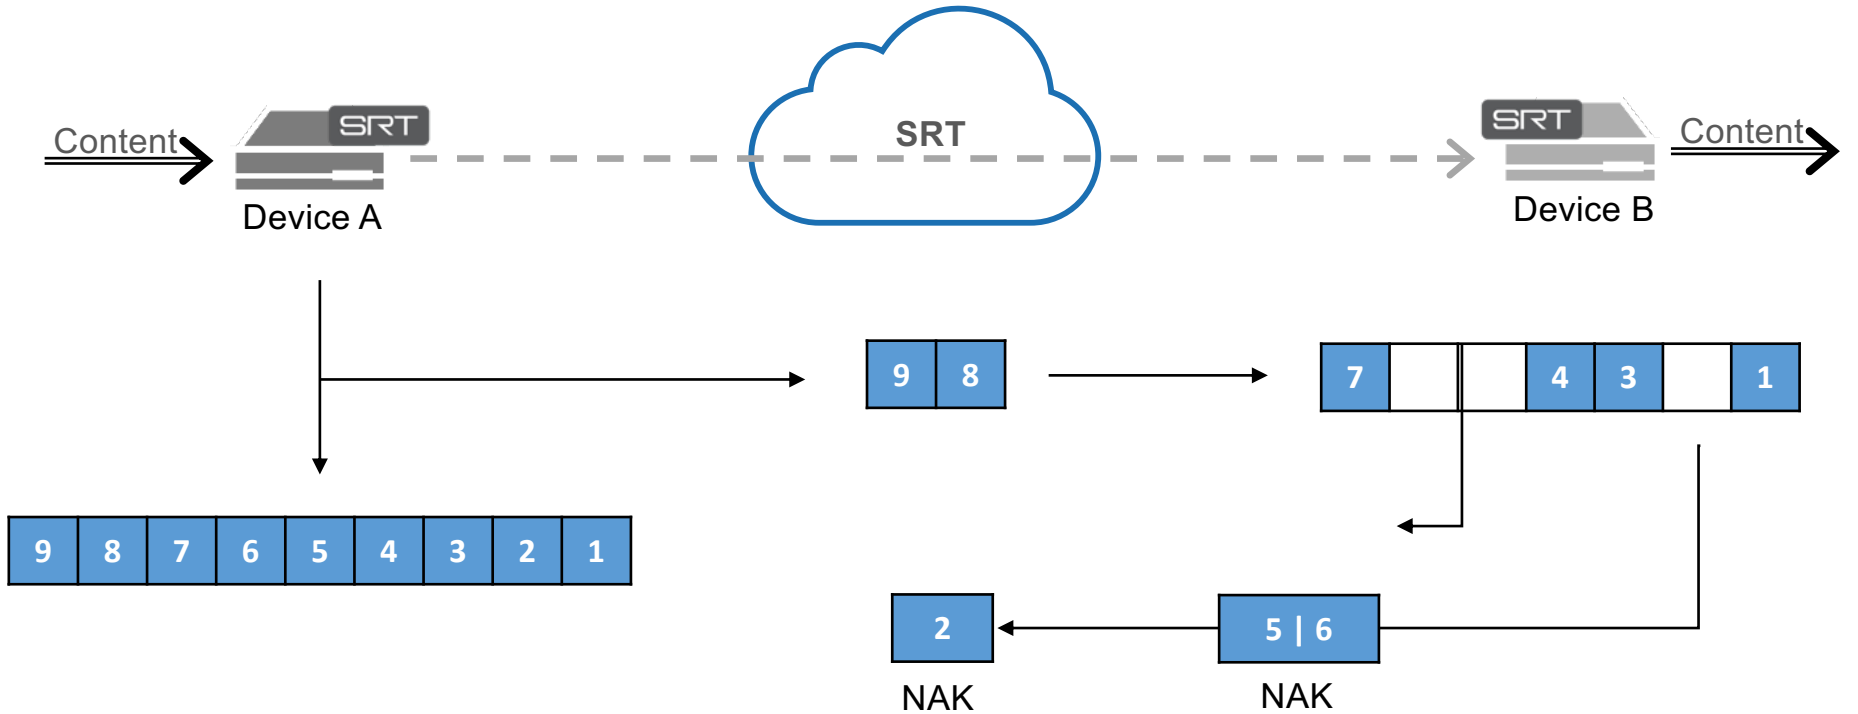 Content
SRT
SRT
SRT
Content
Device A
Device B
9 8
7 4 3 1
9 8 7 6 5 4 3 2 1
2
5 | 6
NAK
NAK